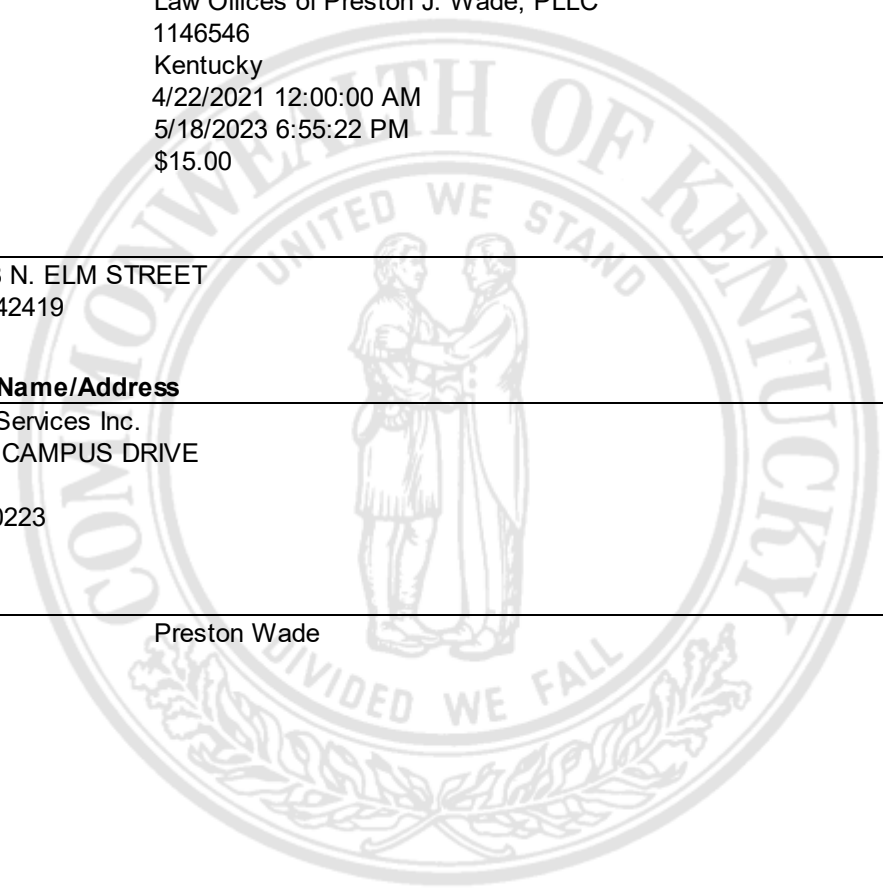 Law Offices of Preston J. Wade, PLLC
1146546
Kentucky
4/22/2021 12:00:00 AM
5/18/2023 6:55:22 PM
$15.00
N. ELM STREET
42419
Name/Address
Services Inc.
CAMPUS DRIVE
0223
Preston Wade
COMMONWEALTH OF KENTUCKY
UNITED WE STAND
DIVIDED WE FALL